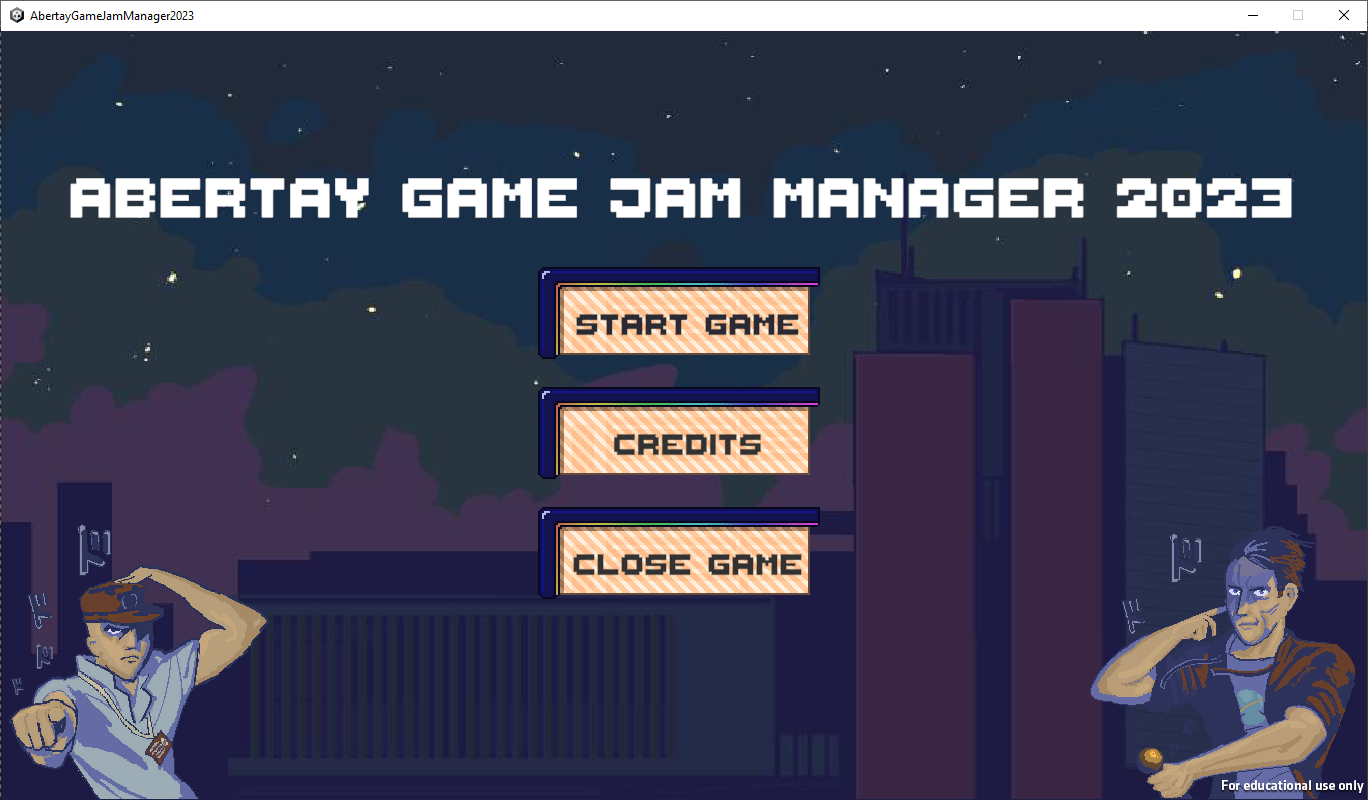 AbertayGameJamManager2023
ABERTAY GAME JAM MANAGER 2023
START GAME
CREDITS
CLOSE GAME
For educational use only